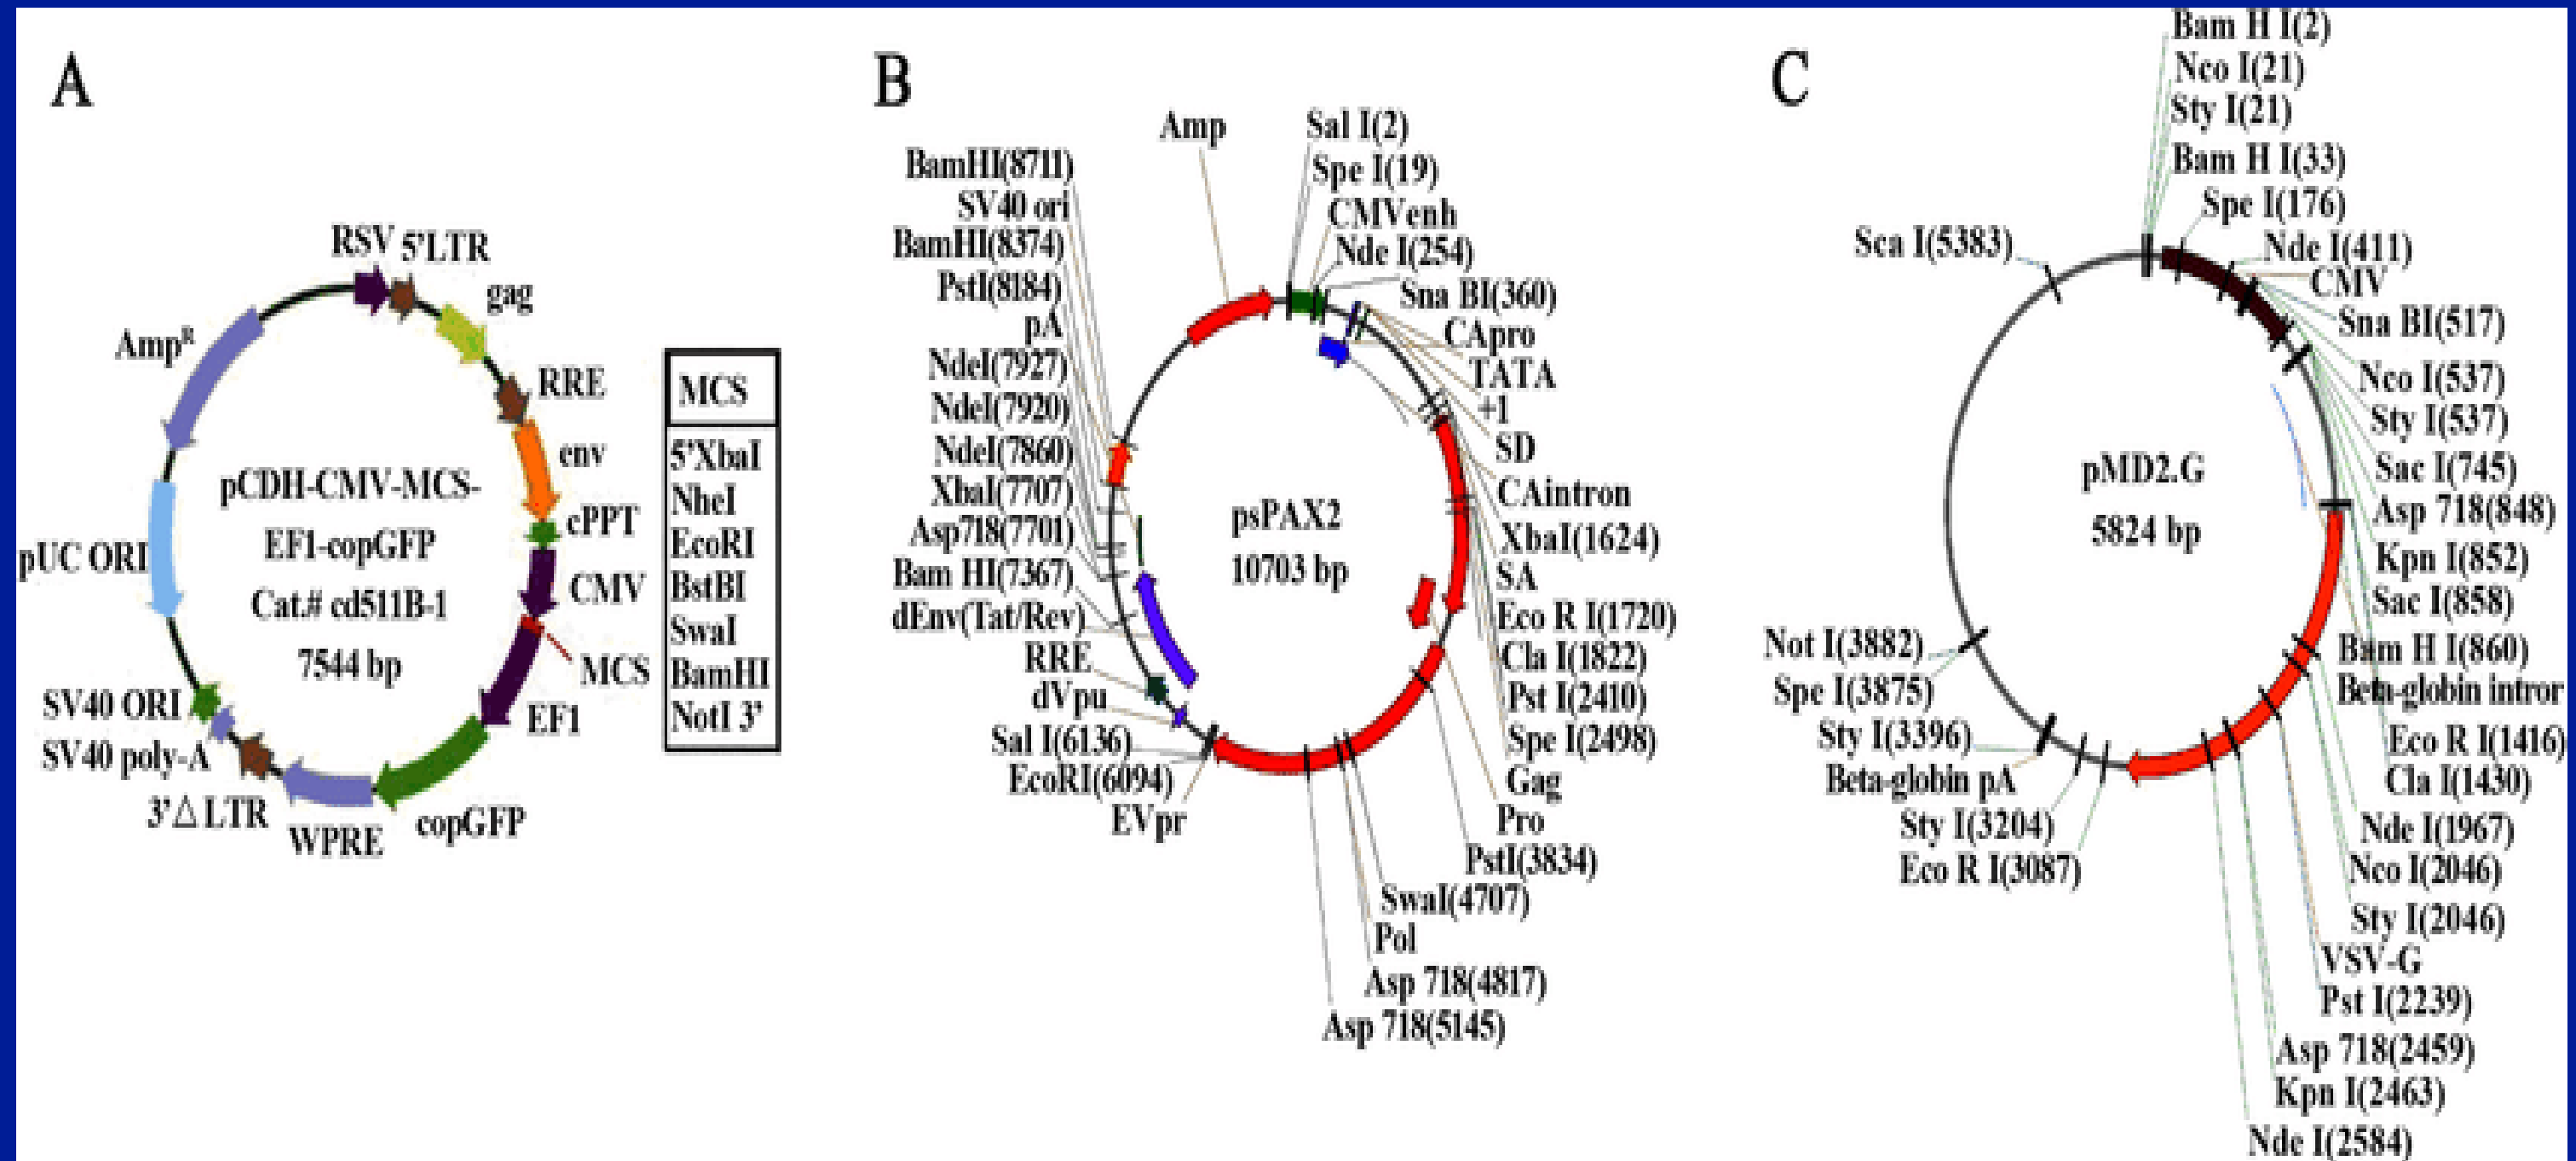 A
RSV
5'LTR
gag
RRE
env
cPPT
CMV
MCS
EF1
copGFP
WPRE
3'△LTR
SV40 poly-A
SV40 ORI
pUC ORI
AmpR
pCDH-CMV-MCS-
EF1-copGFP
Cat.# cd511B-1
7544 bp
MCS
5'XbaI
NheI
EcoRI
BstBI
SwaI
BamHI
NotI 3'
B
Amp
Sal I(2)
Spe I(19)
CMVenh
Nde I(254)
Sna BI(360)
CApro
TATA
+1
SD
CAintron
XbaI(1624)
SA
Eco R I(1720)
Cla I(1822)
Pst I(2410)
Spe I(2498)
Gag
Pro
PstI(3834)
SwaI(4707)
Pol
Asp 718(4817)
Asp 718(5145)
BamHI(8711)
SV40 ori
BamHI(8374)
PstI(8184)
pA
NdeI(7927)
NdeI(7920)
NdeI(7860)
XbaI(7707)
Asp718(7701)
Bam HI(7367)
dEnv(Tat/Rev)
RRE
dVpu
Sal I(6136)
EcoRI(6094)
EVpr
psPAX2
10703 bp
C
Bam H I(2)
Nco I(21)
Sty I(21)
Bam H I(33)
Spe I(176)
Nde I(411)
CMV
Sna BI(517)
Nco I(537)
Sty I(537)
Sac I(745)
Asp 718(848)
Kpn I(852)
Sac I(858)
Bam H I(860)
Beta-globin intror
Eco R I(1416)
Cla I(1430)
Nde I(1967)
Nco I(2046)
Sty I(2046)
VSV-G
Pst I(2239)
Asp 718(2459)
Kpn I(2463)
Nde I(2584)
Sca I(5383)
Not I(3882)
Spe I(3875)
Sty I(3396)
Beta-globin pA
Sty I(3204)
Eco R I(3087)
pMD2.G
5824 bp